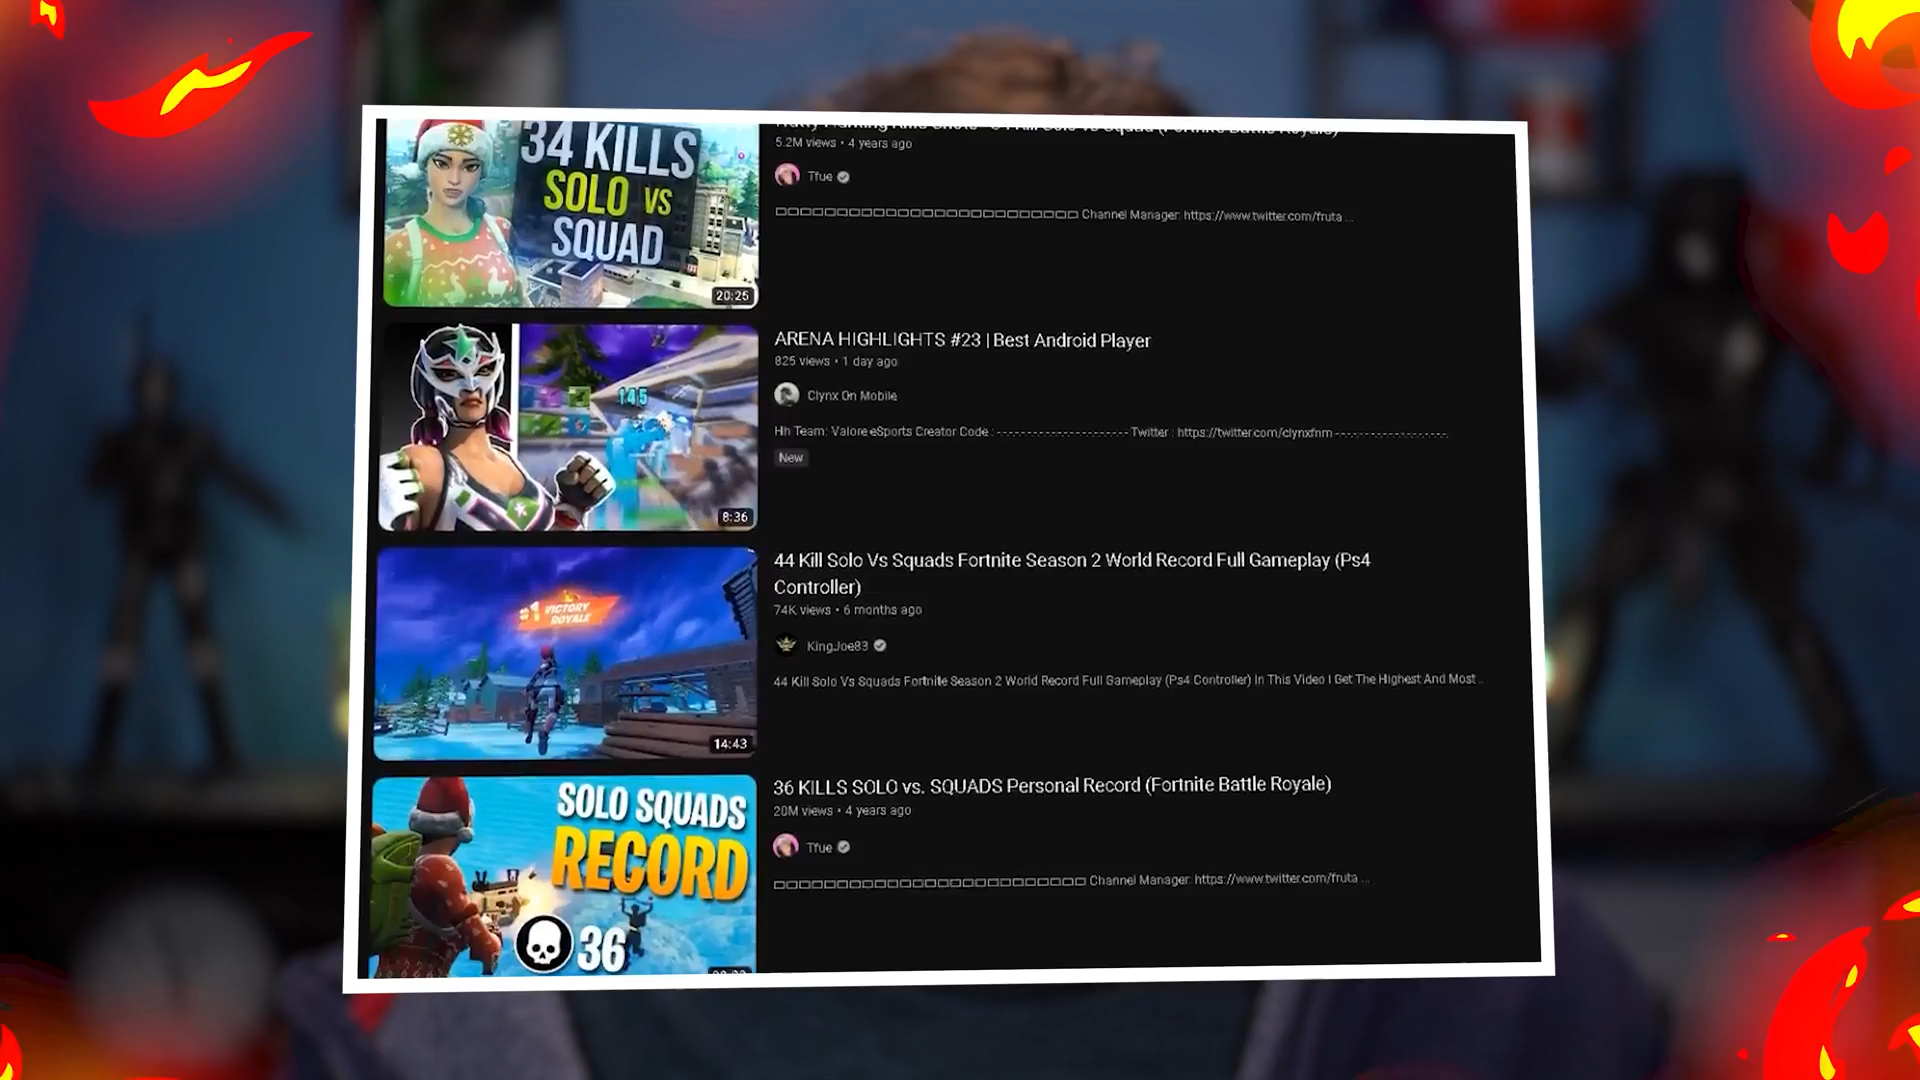 34 KILLS
SOLO VS
SQUAD
20:25
5.2M views • 4 years ago
Tfue
Channel Manager: https://www.twitter.com/fruta ...
145
8:36
ARENA HIGHLIGHTS #23 | Best Android Player
825 views • 1 day ago
Clynx On Mobile
Hh Team: Valore eSports Creator Code : ----------------------- Twitter : https://twitter.com/clynxfnm --------------------
New
#1 VICTORY
ROYALE
14:43
44 Kill Solo Vs Squads Fortnite Season 2 World Record Full Gameplay (Ps4
Controller)
74K views • 6 months ago
KingJoe83
44 Kill Solo Vs Squads Fortnite Season 2 World Record Full Gameplay (Ps4 Controller) In This Video I Get The Highest And Most ...
SOLO SQUADS
RECORD
36
36 KILLS SOLO vs. SQUADS Personal Record (Fortnite Battle Royale)
20M views • 4 years ago
Tfue
Channel Manager: https://www.twitter.com/fruta ...